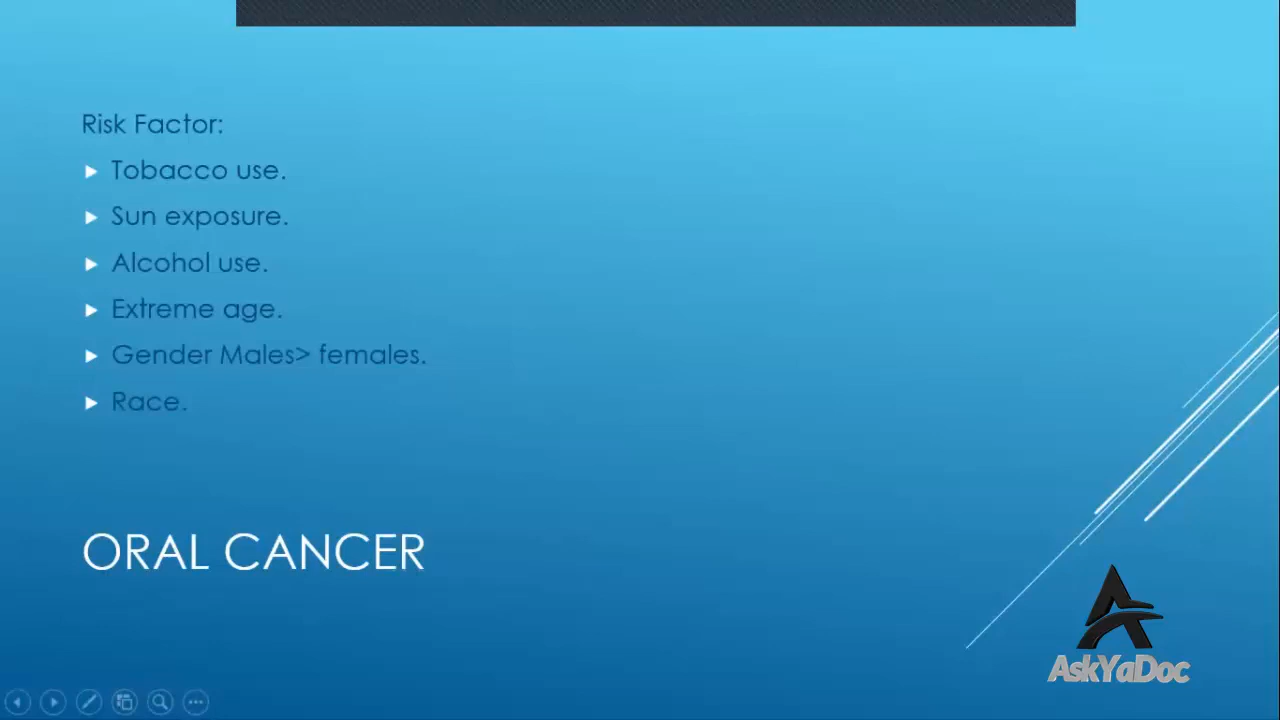 Risk Factor:
Tobacco use.
Sun exposure.
Alcohol use.
Extreme age.
Gender Males> females.
Race.
ORAL CANCER
AskYaDoc